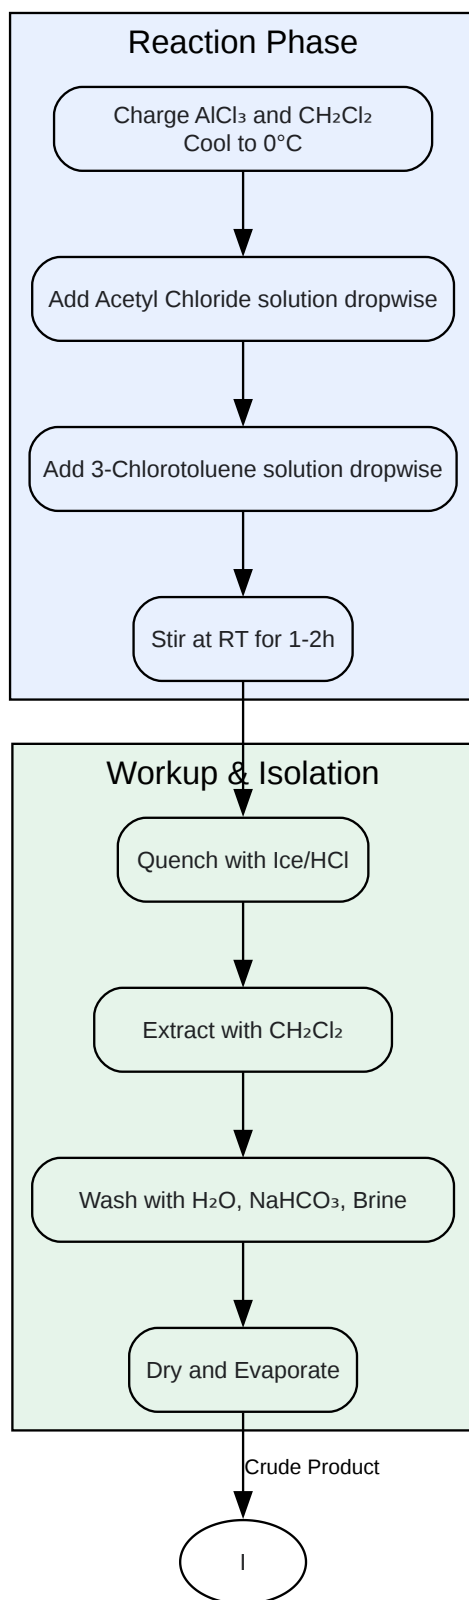 Reaction Phase
Charge AlCl₃ and CH₂Cl₂
Cool to 0°C
Add Acetyl Chloride solution dropwise
Add 3-Chlorotoluene solution dropwise
Stir at RT for 1-2h
Workup & Isolation
Quench with Ice/HCl
Extract with CH₂Cl₂
Wash with H₂O, NaHCO₃, Brine
Dry and Evaporate
Crude Product
I